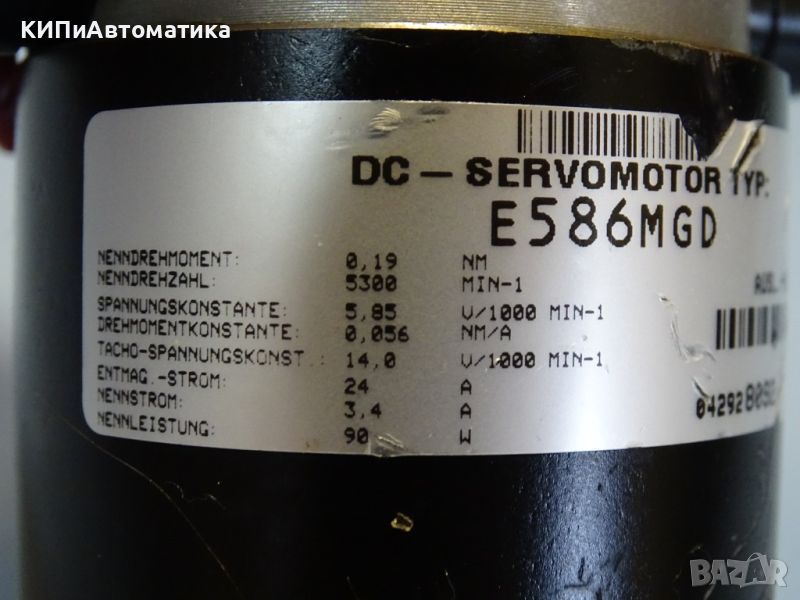 КИПиАвтоматика
DC - SERVOMOTOR TYP:
E586MGD
NENNDREHMOMENT: 0,19 NM
NENNDREHZAHL: 5300 MIN-1
SPANNUNGSKONSTANTE: 5,85 V/1000 MIN-1
DREHMOMENTKONSTANTE: 0,056 NM/A
TACHO-SPANNUNGSKONST.: 14,0 V/1000 MIN-1
ENTMAG.-STROM: 24 A
NENNSTROM: 3,4 A
NENNLEISTUNG: 90 W
AUSL.
BAZAR